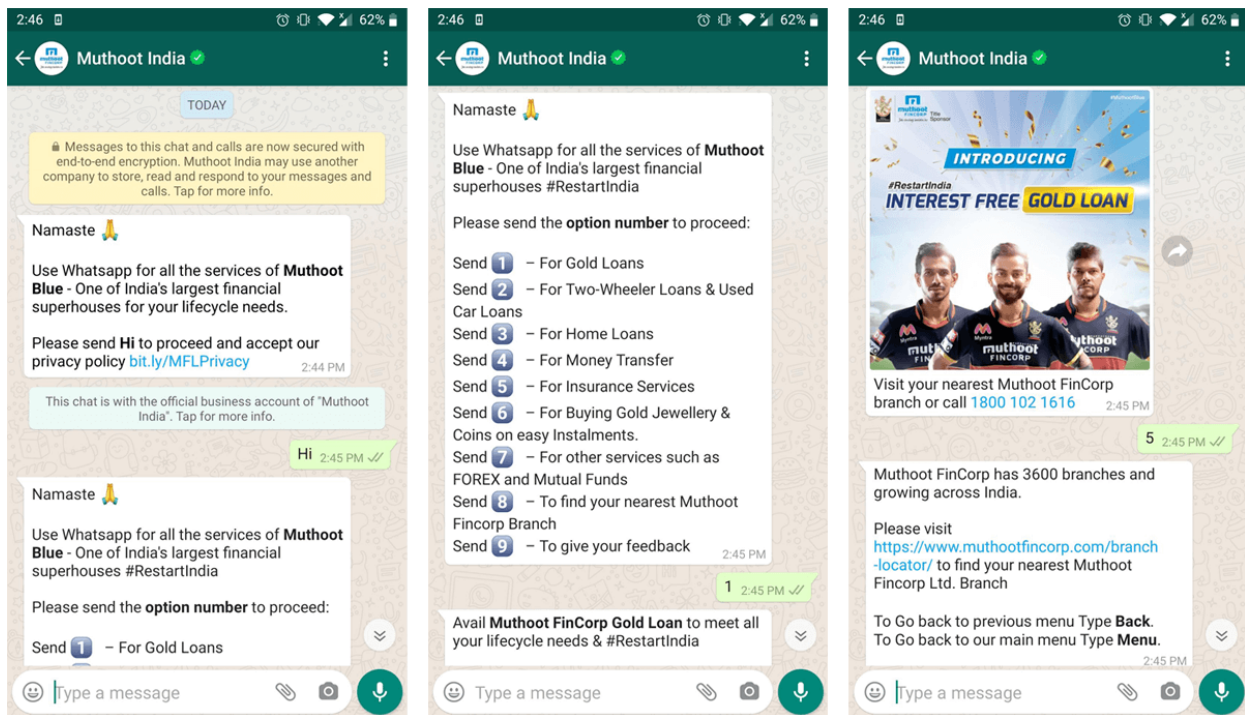 2:46 62%
Muthoot India
TODAY
Messages to this chat and calls are now secured with
end-to-end encryption. Muthoot India may use another
company to store, read and respond to your messages and
calls. Tap for more info.
Namaste 🙏
Use Whatsapp for all the services of Muthoot
Blue - One of India's largest financial
superhouses for your lifecycle needs.
Please send Hi to proceed and accept our
privacy policy bit.ly/MFLPrivacy
2:44 PM
This chat is with the official business account of "Muthoot
India". Tap for more info.
Hi 2:45 PM
Namaste 🙏
Use Whatsapp for all the services of Muthoot
Blue - One of India's largest financial
superhouses #RestartIndia
Please send the option number to proceed:
Send 1 – For Gold Loans
Type a message
2:46 62%
Muthoot India
Namaste 🙏
Use Whatsapp for all the services of Muthoot
Blue - One of India's largest financial
superhouses #RestartIndia
Please send the option number to proceed:
Send 1 – For Gold Loans
Send 2 – For Two-Wheeler Loans & Used
Car Loans
Send 3 – For Home Loans
Send 4 – For Money Transfer
Send 5 – For Insurance Services
Send 6 – For Buying Gold Jewellery &
Coins on easy Instalments.
Send 7 – For other services such as
FOREX and Mutual Funds
Send 8 – To find your nearest Muthoot
Fincorp Branch
Send 9 – To give your feedback
2:45 PM
1 2:45 PM
Avail Muthoot FinCorp Gold Loan to meet all
your lifecycle needs & #RestartIndia
Type a message
2:46 62%
Muthoot India
muthoot
FINCORP
Title
Sponsor
#MuthootBlue
INTRODUCING
#RestartIndia
INTEREST FREE GOLD LOAN
Myntra
muthoot
FINCORP
Visit your nearest Muthoot FinCorp
branch or call 1800 102 1616
2:45 PM
5 2:45 PM
Muthoot FinCorp has 3600 branches and
growing across India.
Please visit
https://www.muthootfincorp.com/branch
-locator/ to find your nearest Muthoot
Fincorp Ltd. Branch
To Go back to previous menu Type Back.
To Go back to our main menu Type Menu.
2:45 PM
Type a message